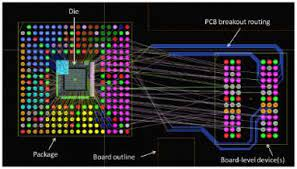 Die
PCB breakout routing
Package
Board outline
Board-level device(s)